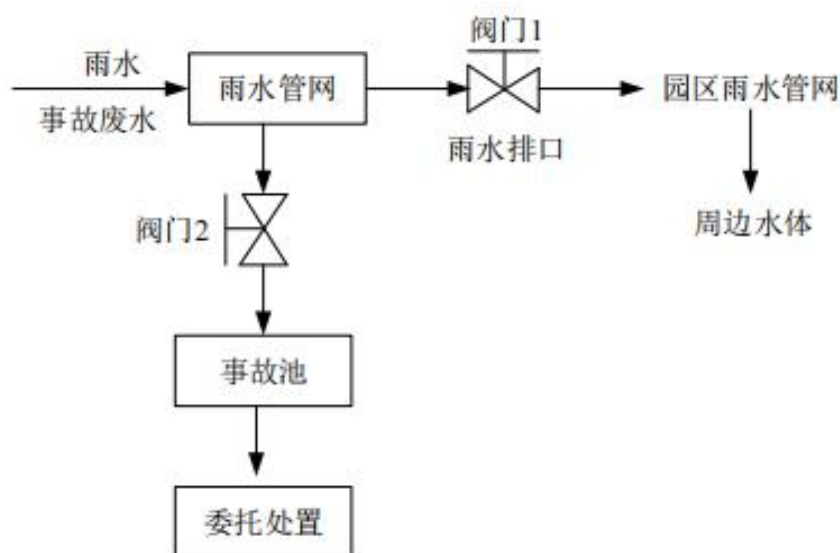 阀门1
雨水
事故废水
雨水管网
园区雨水管网
雨水排口
阀门2
周边水体
事故池
委托处置